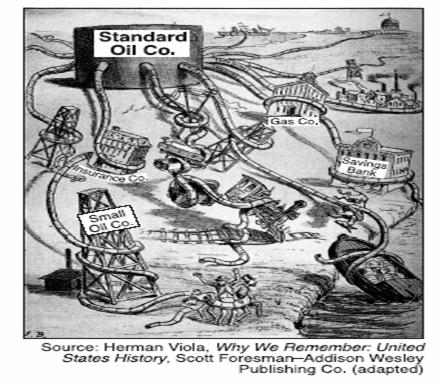 Standard
Oil Co.
Gas Co.
Savings
Bank
Insurance Co.
Small
Oil Co.
Source: Herman Viola, Why We Remember: United
States History, Scott Foresman–Addison Wesley
Publishing Co. (adapted)